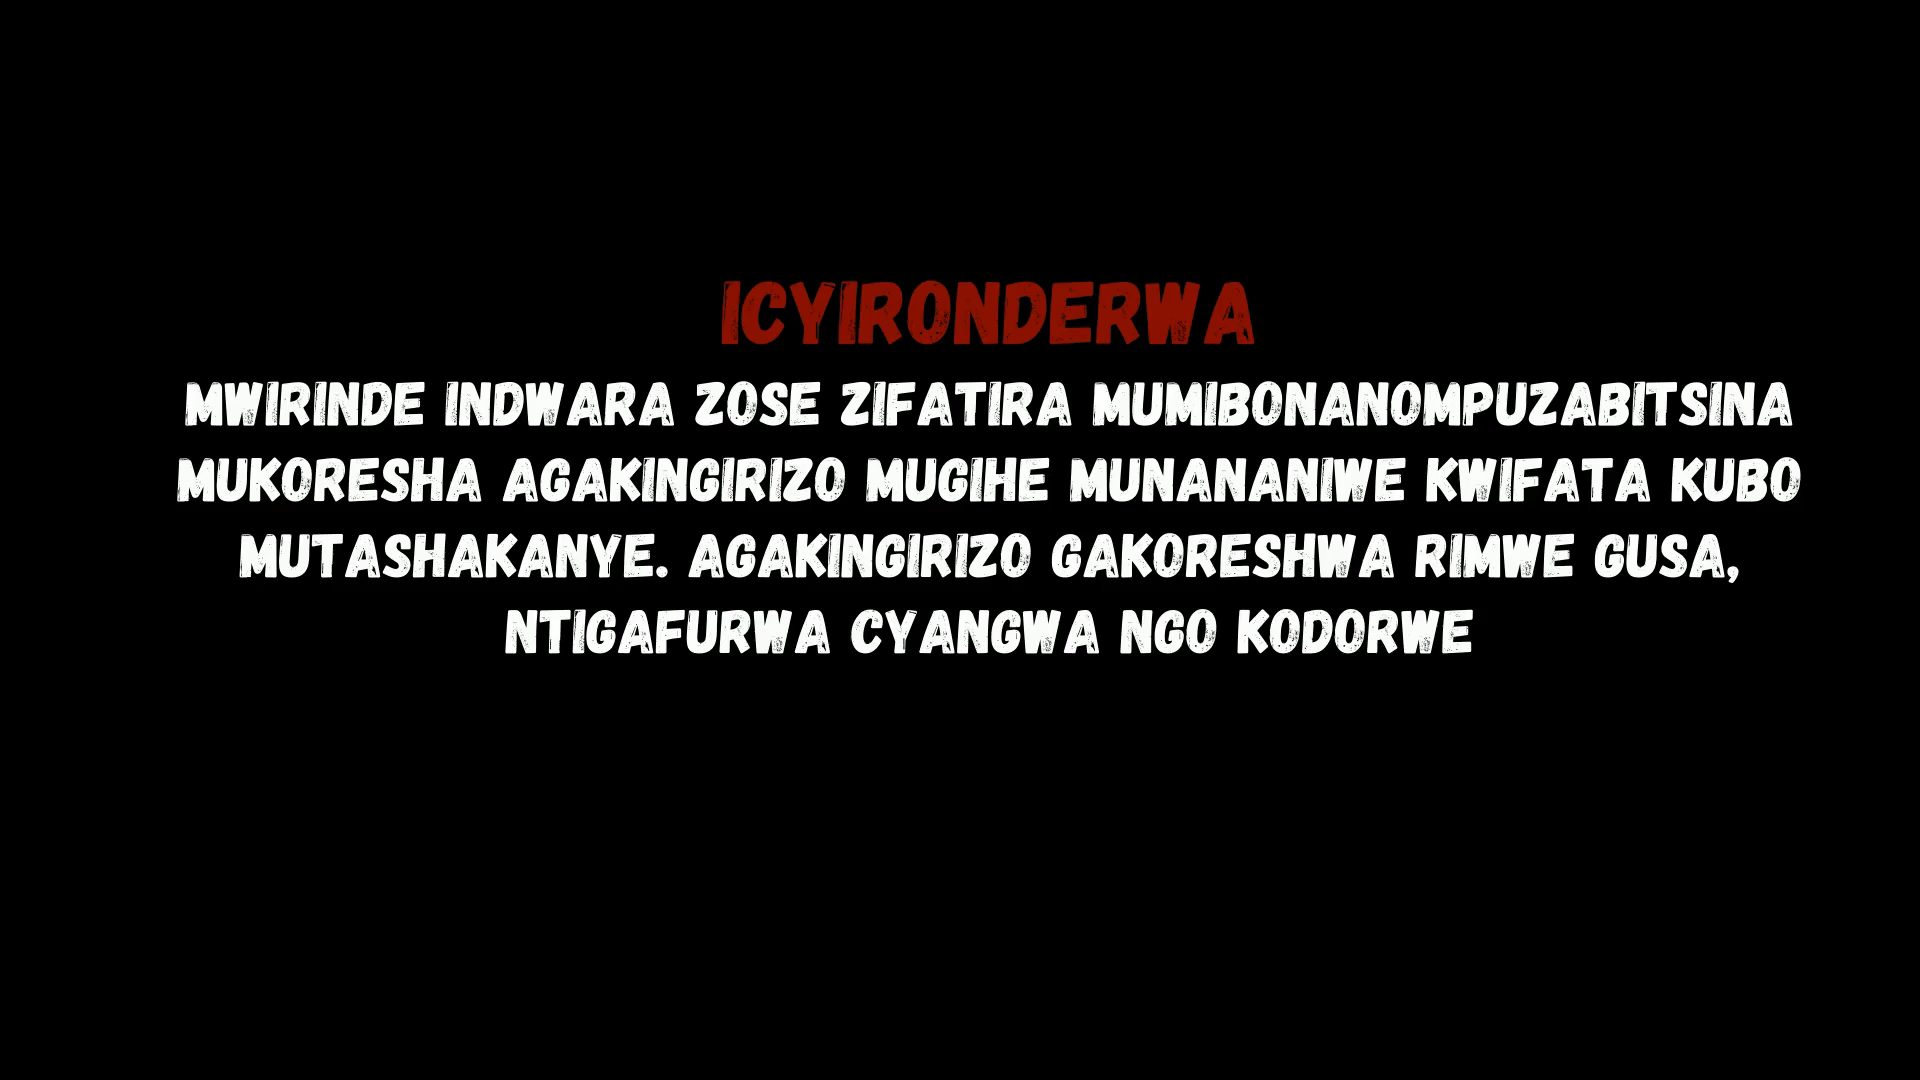 ICYIRONDERWA
MWIRINDE INDWARA ZOSE ZIFATIRA MUMIBONANOMPUZABITSINA
MUKORESHA AGAKINGIRIZO MUGIHE MUNANANIWE KWIFATA KUBO
MUTASHAKANYE. AGAKINGIRIZO GAKORESHWA RIMWE GUSA,
NTIGAFURWA CYANGWA NGO KODORWE